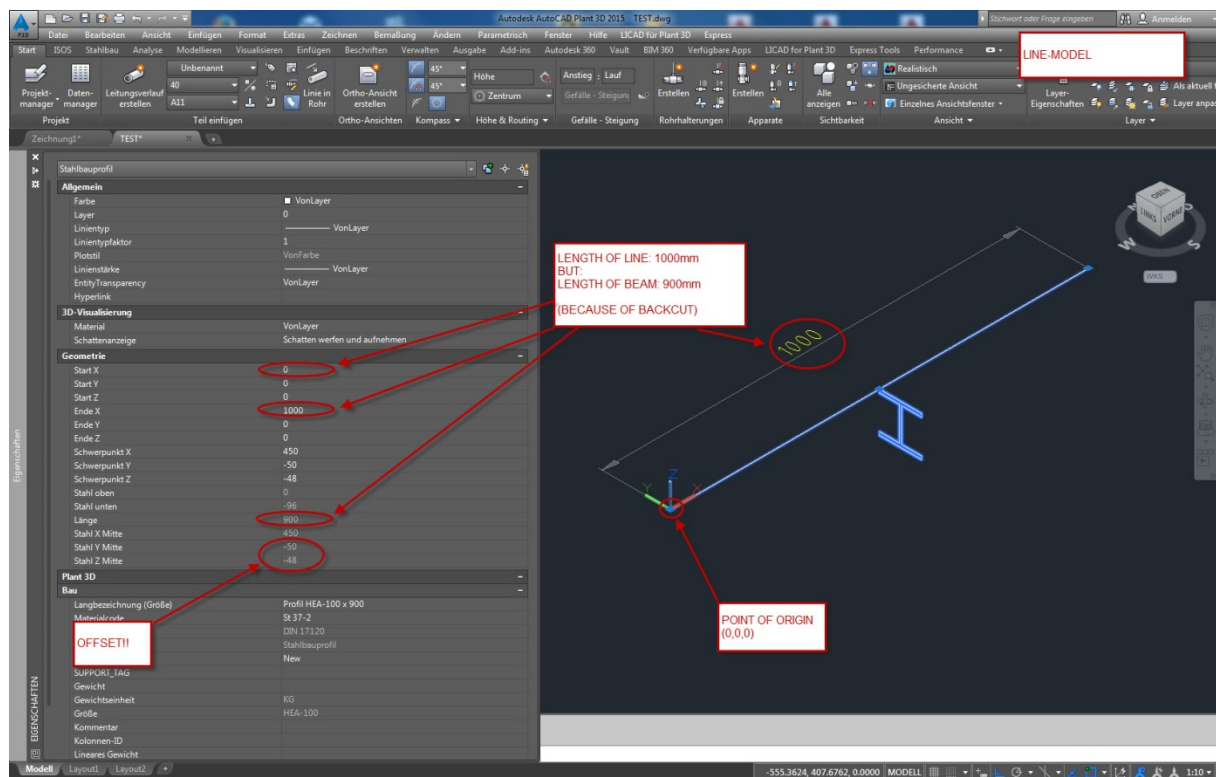 Autodesk AutoCAD Plant 3D 2015 TEST.dwg
Stichwort oder Frage eingeben
Anmelden
P3D
Datei Bearbeiten Ansicht Einfügen Format Extras Zeichnen Bemaßung Ändern Parametrisch Fenster Hilfe LICAD für Plant 3D Express
Start ISOS Stahlbau Analyse Modellieren Visualisieren Einfügen Beschriften Verwalten Ausgabe Add-ins Autodesk 360 Vault BIM 360 Verfügbare Apps LICAD for Plant 3D Express Tools Performance
LINE-MODEL
Projekt-
manager
Daten-
manager
Leitungsverlauf
erstellen
Unbenannt
40
A11
Linie in
Rohr
Ortho-Ansicht
erstellen
45°
45°
Höhe
Zentrum
Anstieg : Lauf
Gefälle - Steigung
Erstellen
Erstellen
Alle
anzeigen
Realistisch
Ungesicherte Ansicht
Einzelnes Ansichtsfenster
Layer-
Eigenschaften
Als aktuell
Layer anpas
Projekt
Teil einfügen
Ortho-Ansichten
Kompass
Höhe & Routing
Gefälle - Steigung
Rohrhalterungen
Apparate
Sichtbarkeit
Ansicht
Layer
Zeichnung1*
TEST*
Stahlbauprofil
Allgemein
Farbe VonLayer
Layer 0
Linientyp VonLayer
Linientypfaktor 1
Plotstil VonFarbe
Linienstärke VonLayer
EntityTransparency VonLayer
Hyperlink
3D-Visualisierung
Material VonLayer
Schattenanzeige Schatten werfen und aufnehmen
Geometrie
Start X 0
Start Y 0
Start Z 0
Ende X 1000
Ende Y 0
Ende Z 0
Schwerpunkt X 450
Schwerpunkt Y -50
Schwerpunkt Z -48
Stahl oben 0
Stahl unten -96
Länge 900
Stahl X Mitte 450
Stahl Y Mitte -50
Stahl Z Mitte -48
Plant 3D
Bau
Langbezeichnung (Größe) Profil HEA-100 x 900
Materialcode St 37-2
DIN 17120
Stahlbauprofil
New
SUPPORT_TAG
Gewicht
Gewichtseinheit KG
Größe HEA-100
Kommentar
Kolonnen-ID
Lineares Gewicht
Eigenschaften
EIGENSCHAFTEN
OFFSET!!
LENGTH OF LINE: 1000mm
BUT:
LENGTH OF BEAM: 900mm
(BECAUSE OF BACKCUT)
1000
Z
Y
X
POINT OF ORIGIN
(0,0,0)
OBEN
LINKS
VORNE
N
W
S
WKS
Modell Layout1 Layout2
-555.3624, 407.6762, 0.0000 MODELL
1:10